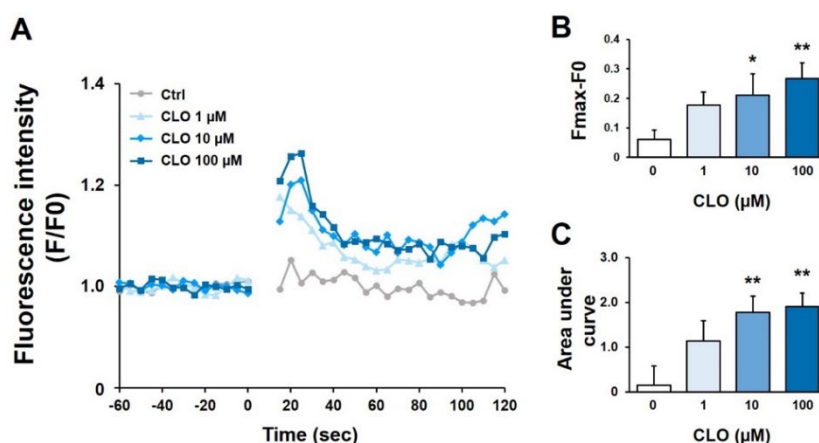 A
Fluorescence intensity
(F/F0)
1.4
1.2
1.0
0
Ctrl
CLO 1 µM
CLO 10 µM
CLO 100 µM
-60 -40 -20 0 20 40 60 80 100 120
Time (sec)
B
Fmax-F0
0.4
0.3
0.2
0.1
0
* **
0 1 10 100
CLO (µM)
C
Area under
curve
3.0
2.0
1.0
0
** **
0 1 10 100
CLO (µM)